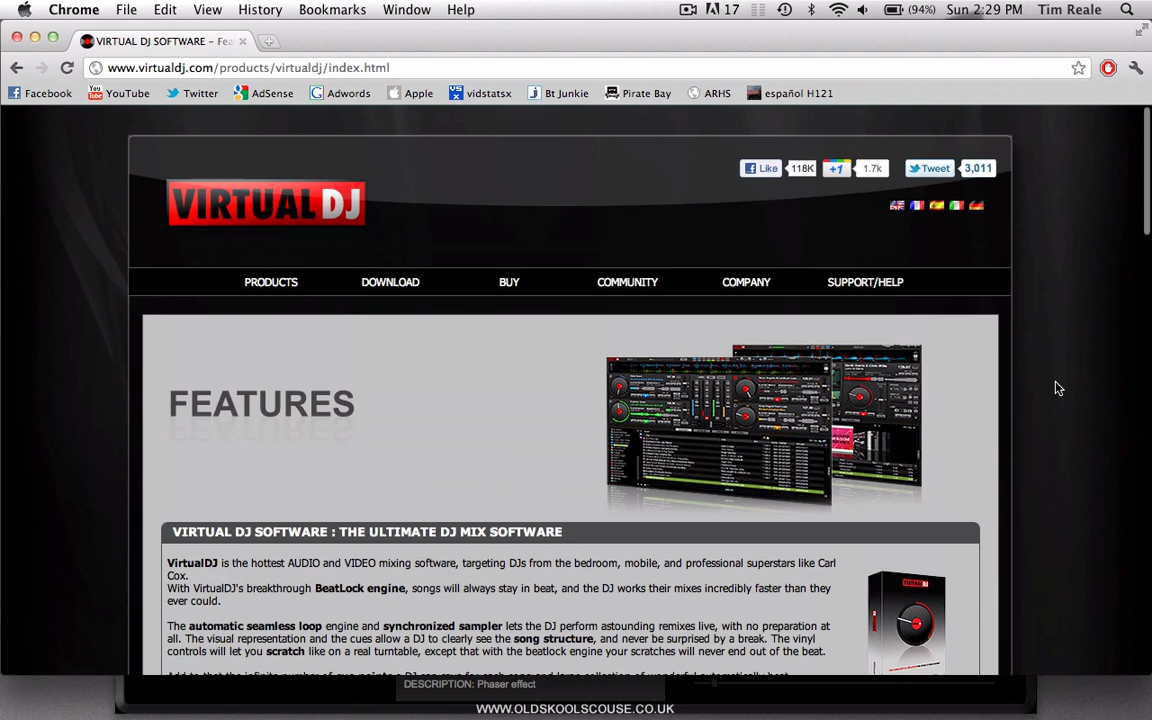 Chrome File Edit View History Bookmarks Window Help 17 (94%) Sun 2:29 PM Tim Reale
VIRTUAL DJ SOFTWARE – Fea
www.virtualdj.com/products/virtualdj/index.html
Facebook YouTube Twitter AdSense Adwords Apple vidstatsx Bt Junkie Pirate Bay ARHS español H121
Like 118K +1 1.7k Tweet 3,011
VIRTUAL DJ
PRODUCTS DOWNLOAD BUY COMMUNITY COMPANY SUPPORT/HELP
FEATURES
VIRTUAL DJ SOFTWARE : THE ULTIMATE DJ MIX SOFTWARE
VirtualDJ is the hottest AUDIO and VIDEO mixing software, targeting DJs from the bedroom, mobile, and professional superstars like Carl
Cox.
With VirtualDJ's breakthrough BeatLock engine, songs will always stay in beat, and the DJ works their mixes incredibly faster than they
ever could.
The automatic seamless loop engine and synchronized sampler lets the DJ perform astounding remixes live, with no preparation at
all. The visual representation and the cues allow a DJ to clearly see the song structure, and never be surprised by a break. The vinyl
controls will let you scratch like on a real turntable, except that with the beatlock engine your scratches will never end out of the beat.
VIRTUAL DJ
DESCRIPTION: Phaser effect
WWW.OLDSKOOLSCOUSE.CO.UK